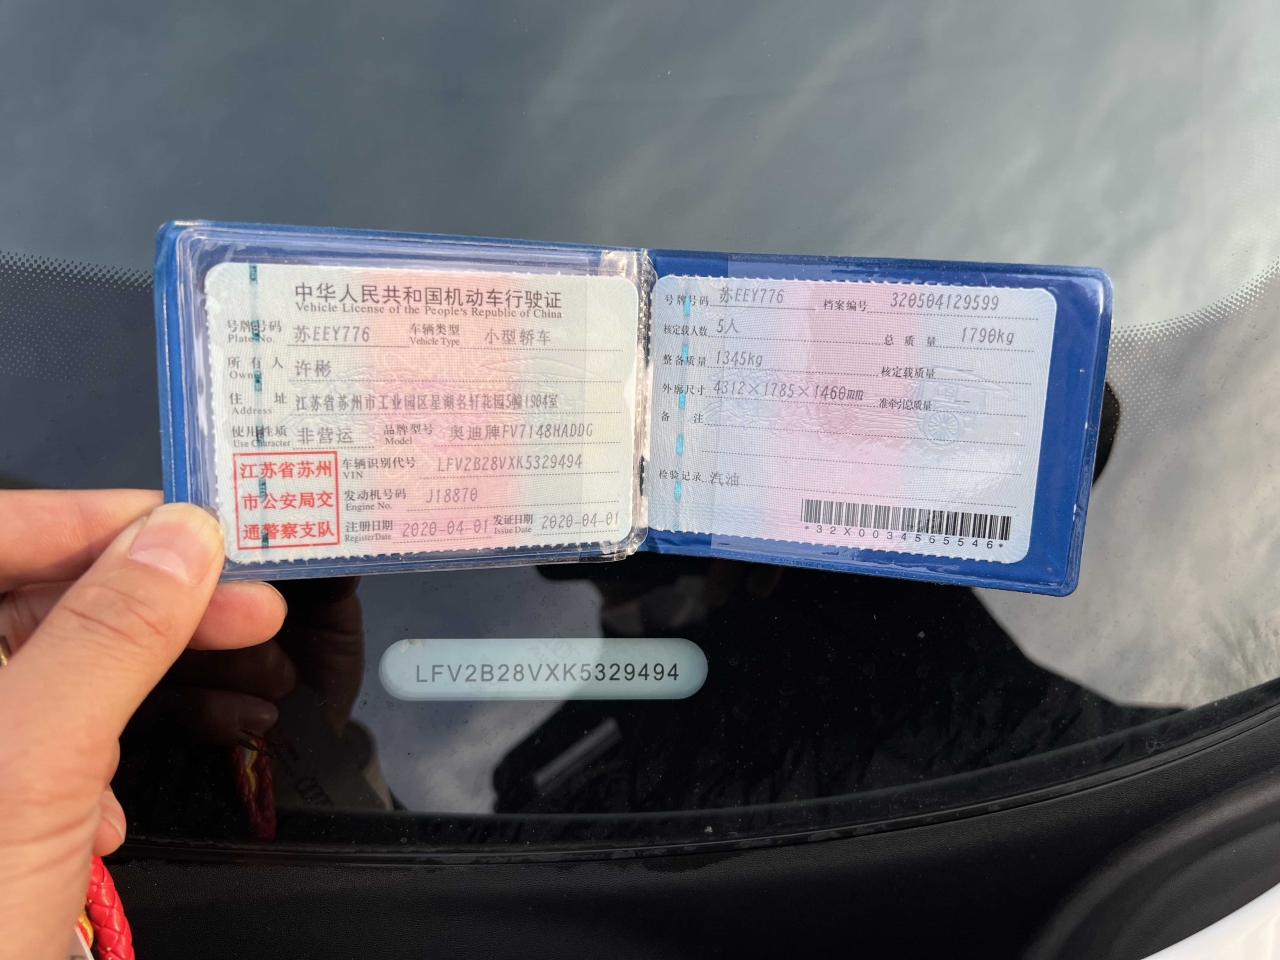 中华人民共和国机动车行驶证
Vehicle License of the People's Republic of China
号牌号码 苏EEY776 车辆类型 小型轿车
Plate No. Vehicle Type
所有人 许彬
Owner
住址 江苏省苏州市工业园区星湖名轩花园5幢1904室
Address
使用性质 非营运 品牌型号 奥迪牌FV7148HADDG
Use Character Model
江苏省苏州
市公安局交
通警察支队
车辆识别代号 LFV2B28VXK5329494
VIN
发动机号码 J18870
Engine No.
注册日期 2020-04-01 发证日期 2020-04-01
Register Date Issue Date
号牌号码 苏EEY776 档案编号 320504129599
核定载人数 5人 总质量 1790kg
整备质量 1345kg 核定载质量 --
外廓尺寸 4312×1785×1460mm 准牵引总质量 --
备注
检验记录 汽油
*32X0034565546*
LFV2B28VXK5329494